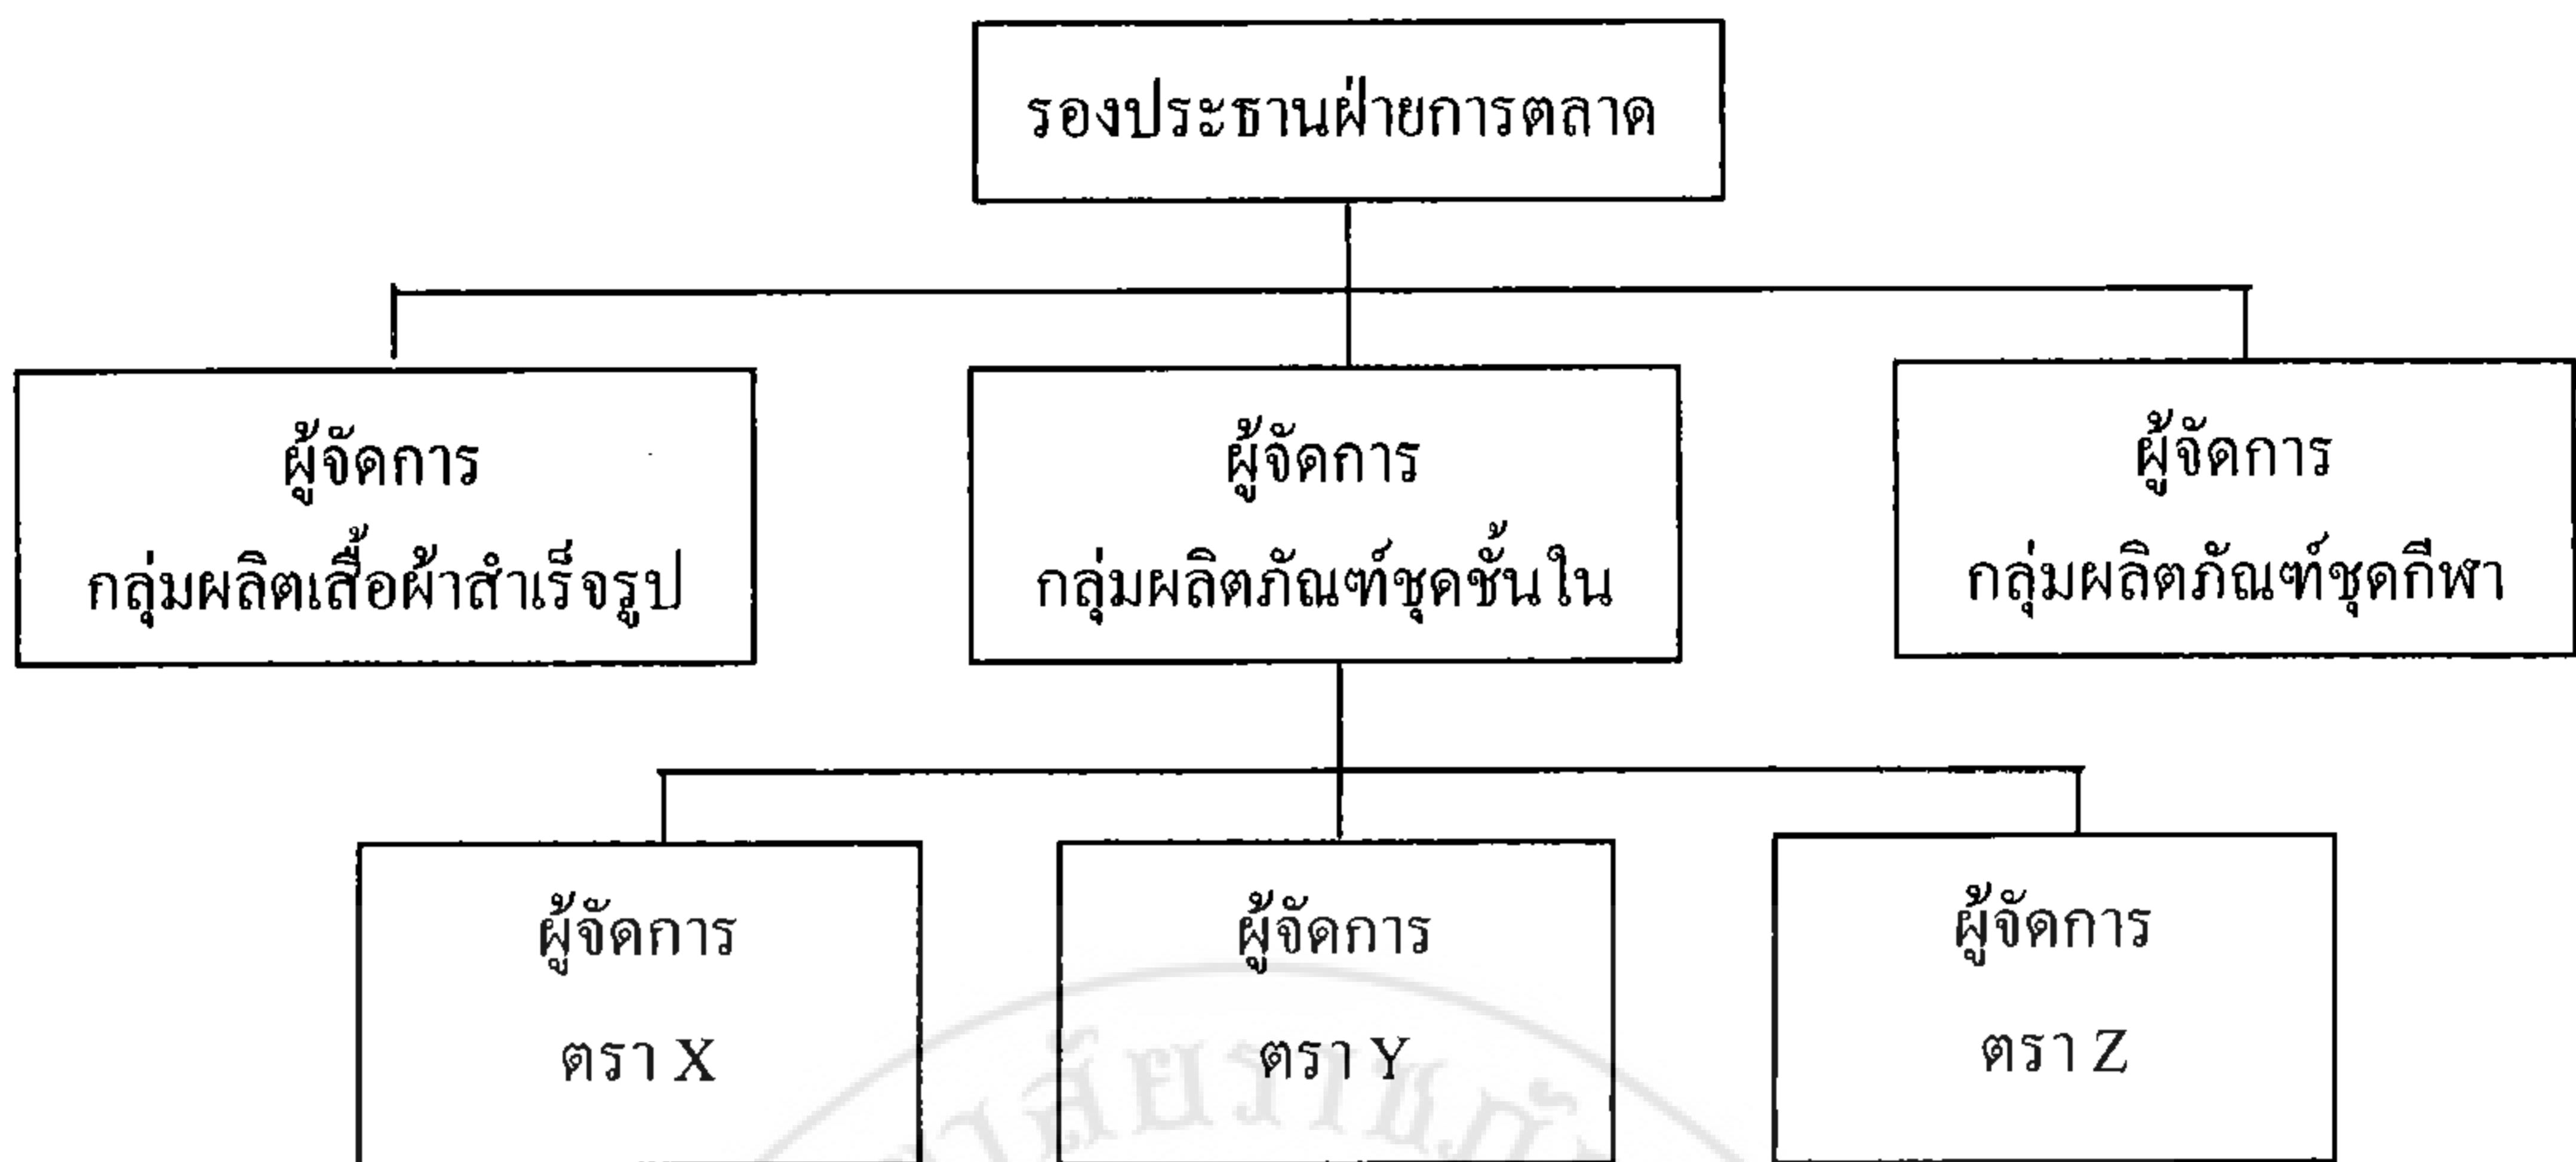 รองประธานฝ่ายการตลาด
ผู้จัดการ
กลุ่มผลิตเสื้อผ้าสำเร็จรูป
ผู้จัดการ
กลุ่มผลิตภัณฑ์ชุดชั้นใน
ผู้จัดการ
กลุ่มผลิตภัณฑ์ชุดกีฬา
ผู้จัดการ
ตรา X
ผู้จัดการ
ตรา Y
ผู้จัดการ
ตรา Z